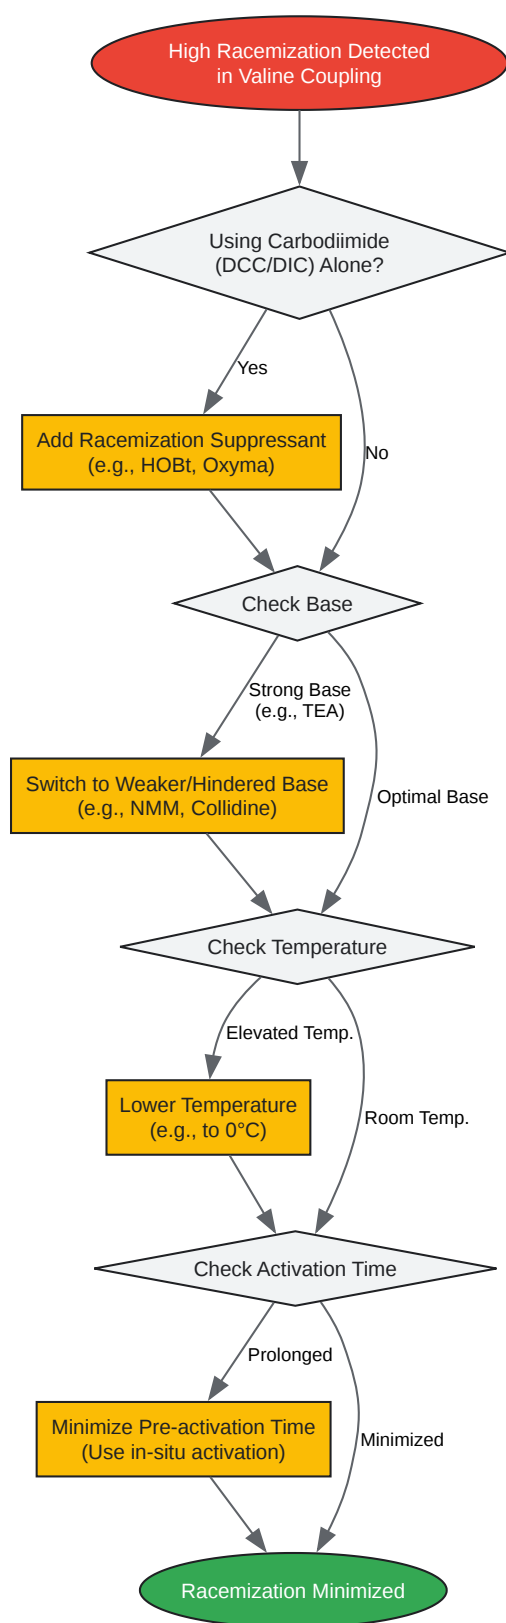 High Racemization Detected
in Valine Coupling
Using Carbodiimide
(DCC/DIC) Alone?
Yes
No
Add Racemization Suppressant
(e.g., HOBt, Oxyma)
Check Base
Strong Base
(e.g., TEA)
Optimal Base
Switch to Weaker/Hindered Base
(e.g., NMM, Collidine)
Check Temperature
Elevated Temp.
Room Temp.
Lower Temperature
(e.g., to 0°C)
Check Activation Time
Prolonged
Minimized
Minimize Pre-activation Time
(Use in-situ activation)
Racemization Minimized